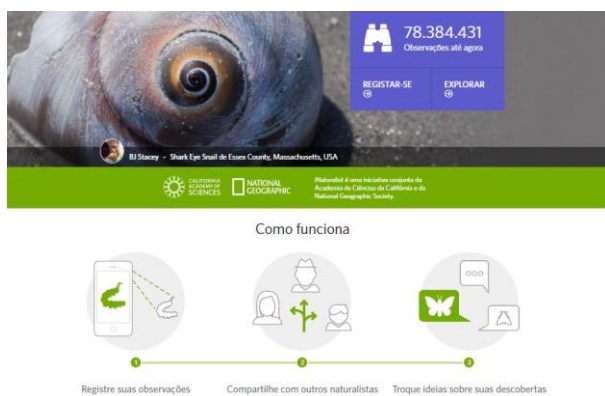 78.384.431
Observações até agora
REGISTAR-SE
EXPLORAR
BJ Stacey - Shark Eye Snail de Essex County, Massachusetts, USA
CALIFORNIA
ACADEMY OF
SCIENCES
NATIONAL
GEOGRAPHIC
iNaturalist é uma iniciativa conjunta da
Academia de Ciências da Califórnia e da
National Geographic Society.
Como funciona
1
2
3
Registre suas observações
Compartilhe com outros naturalistas
Troque ideias sobre suas descobertas